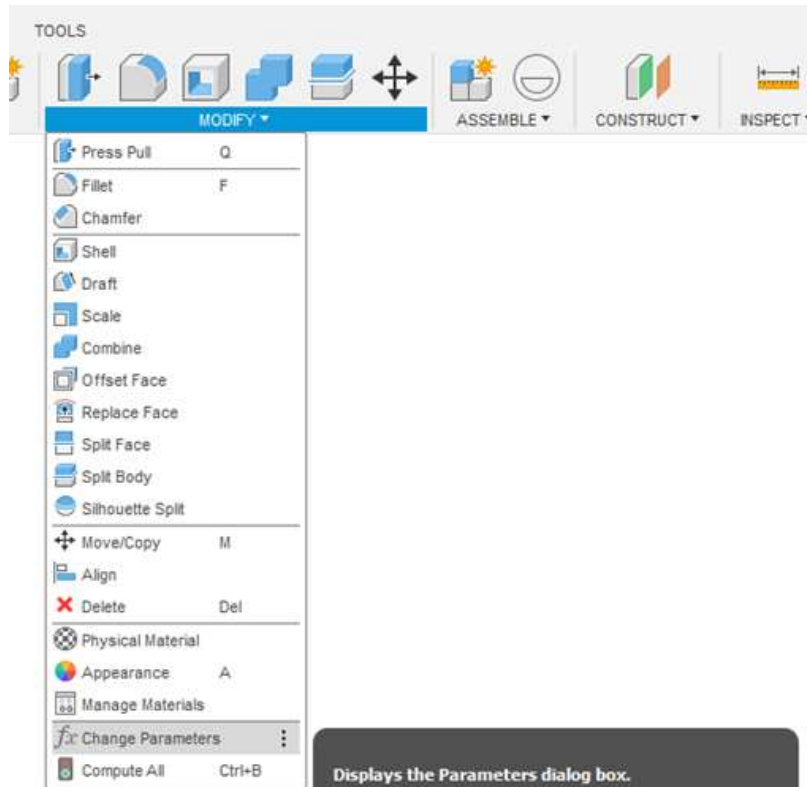 TOOLS
MODIFY ▾ ASSEMBLE ▾ CONSTRUCT ▾ INSPECT
Press Pull Q
Fillet F
Chamfer
Shell
Draft
Scale
Combine
Offset Face
Replace Face
Split Face
Split Body
Silhouette Split
Move/Copy M
Align
Delete Del
Physical Material
Appearance A
Manage Materials
fx Change Parameters
Compute All Ctrl+B
Displays the Parameters dialog box.